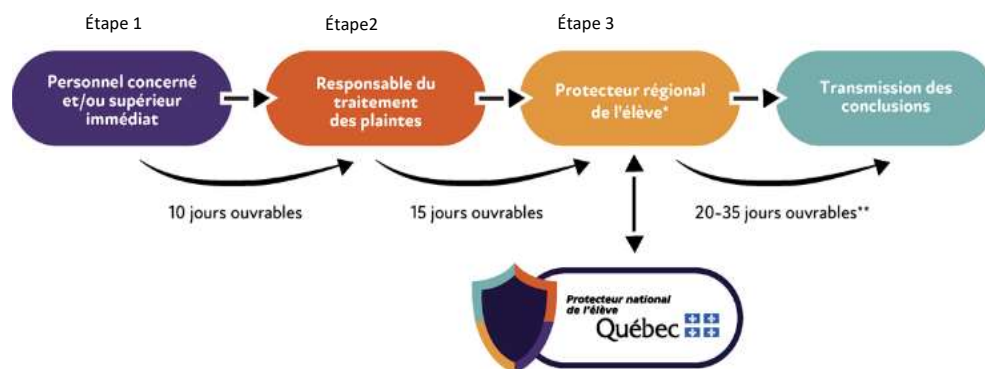 Étape 1
Étape2
Étape 3
Personnel concerné
et/ou supérieur
immédiat
Responsable du
traitement
des plaintes
Protecteur régional
de l'élève*
Transmission des
conclusions
10 jours ouvrables
15 jours ouvrables
20-35 jours ouvrables**
Protecteur national
de l'élève
Québec